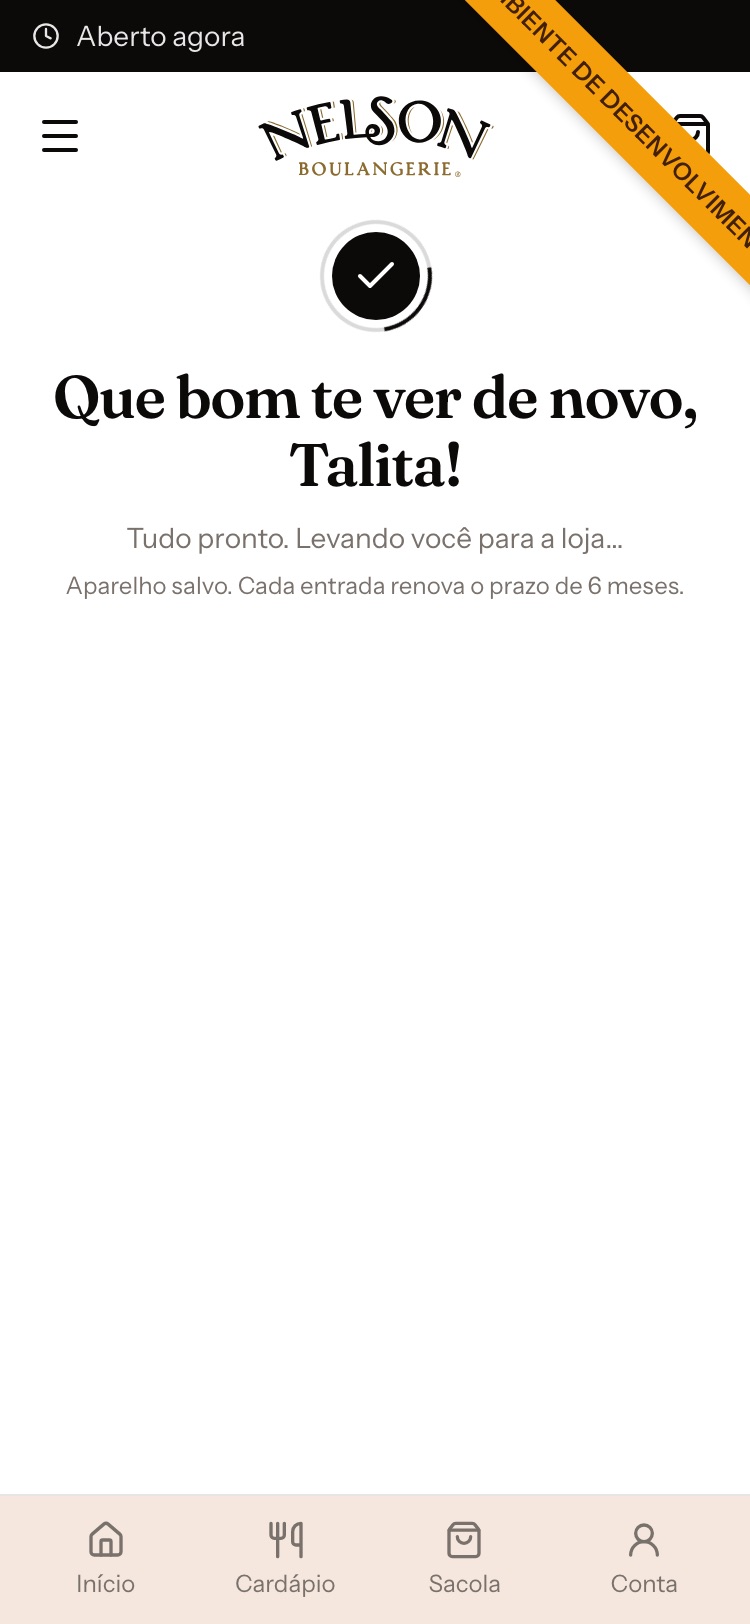 Aberto agora
AMBIENTE DE DESENVOLVIMEN
NELSON
BOULANGERIE
Que bom te ver de novo,
Talita!
Tudo pronto. Levando você para a loja...
Aparelho salvo. Cada entrada renova o prazo de 6 meses.
Início
Cardápio
Sacola
Conta